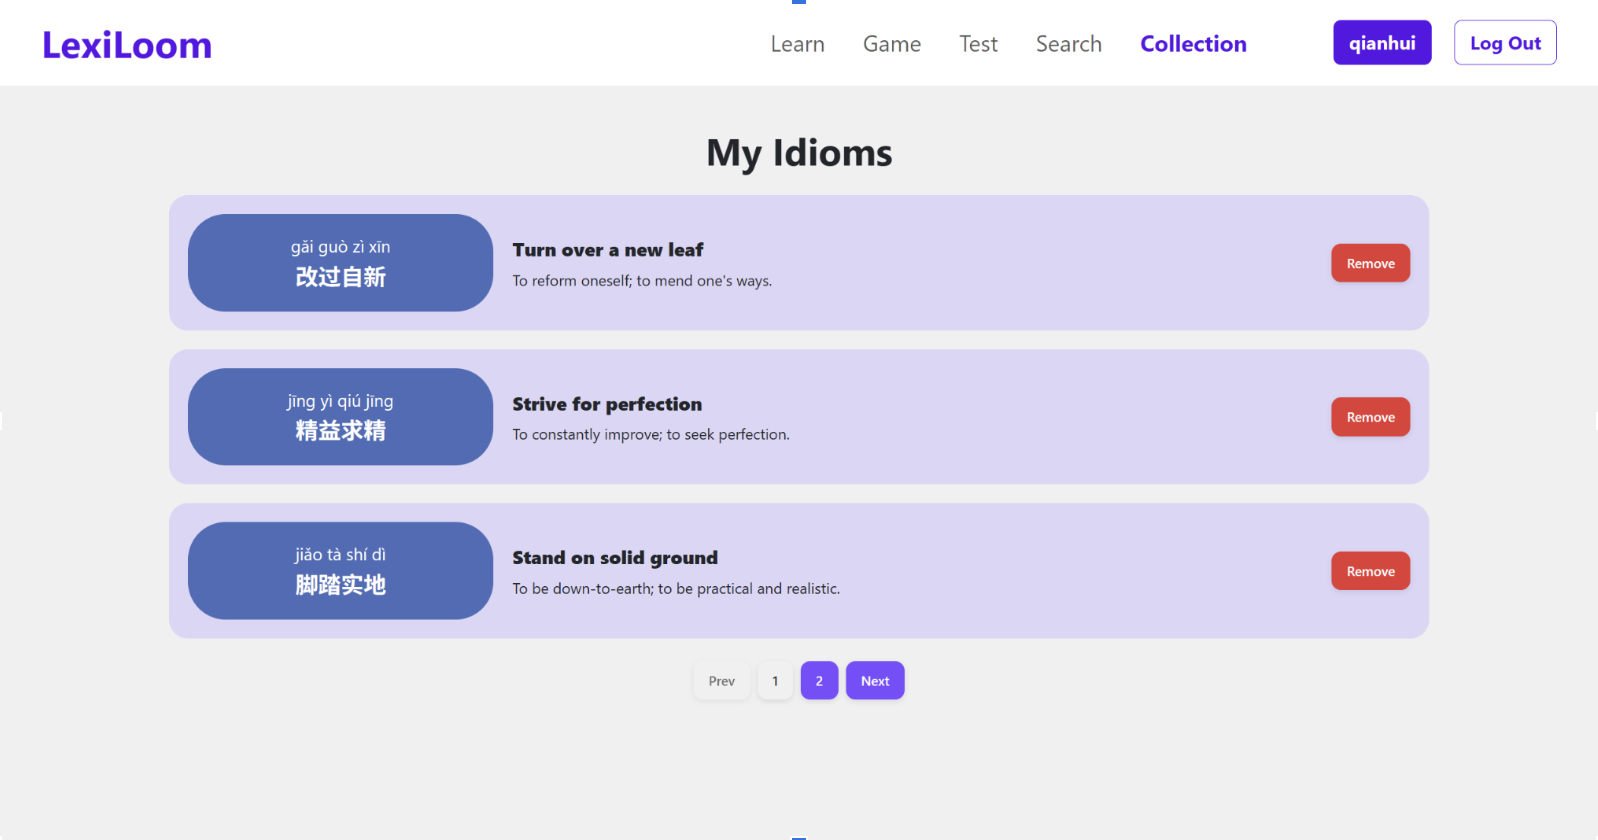 LexiLoom
Learn Game Test Search Collection qianhui Log Out
My Idioms
gǎi guò zì xīn
改过自新
Turn over a new leaf
To reform oneself; to mend one's ways.
Remove
jīng yì qiú jīng
精益求精
Strive for perfection
To constantly improve; to seek perfection.
Remove
jiǎo tà shí dì
脚踏实地
Stand on solid ground
To be down-to-earth; to be practical and realistic.
Remove
Prev 1 2 Next